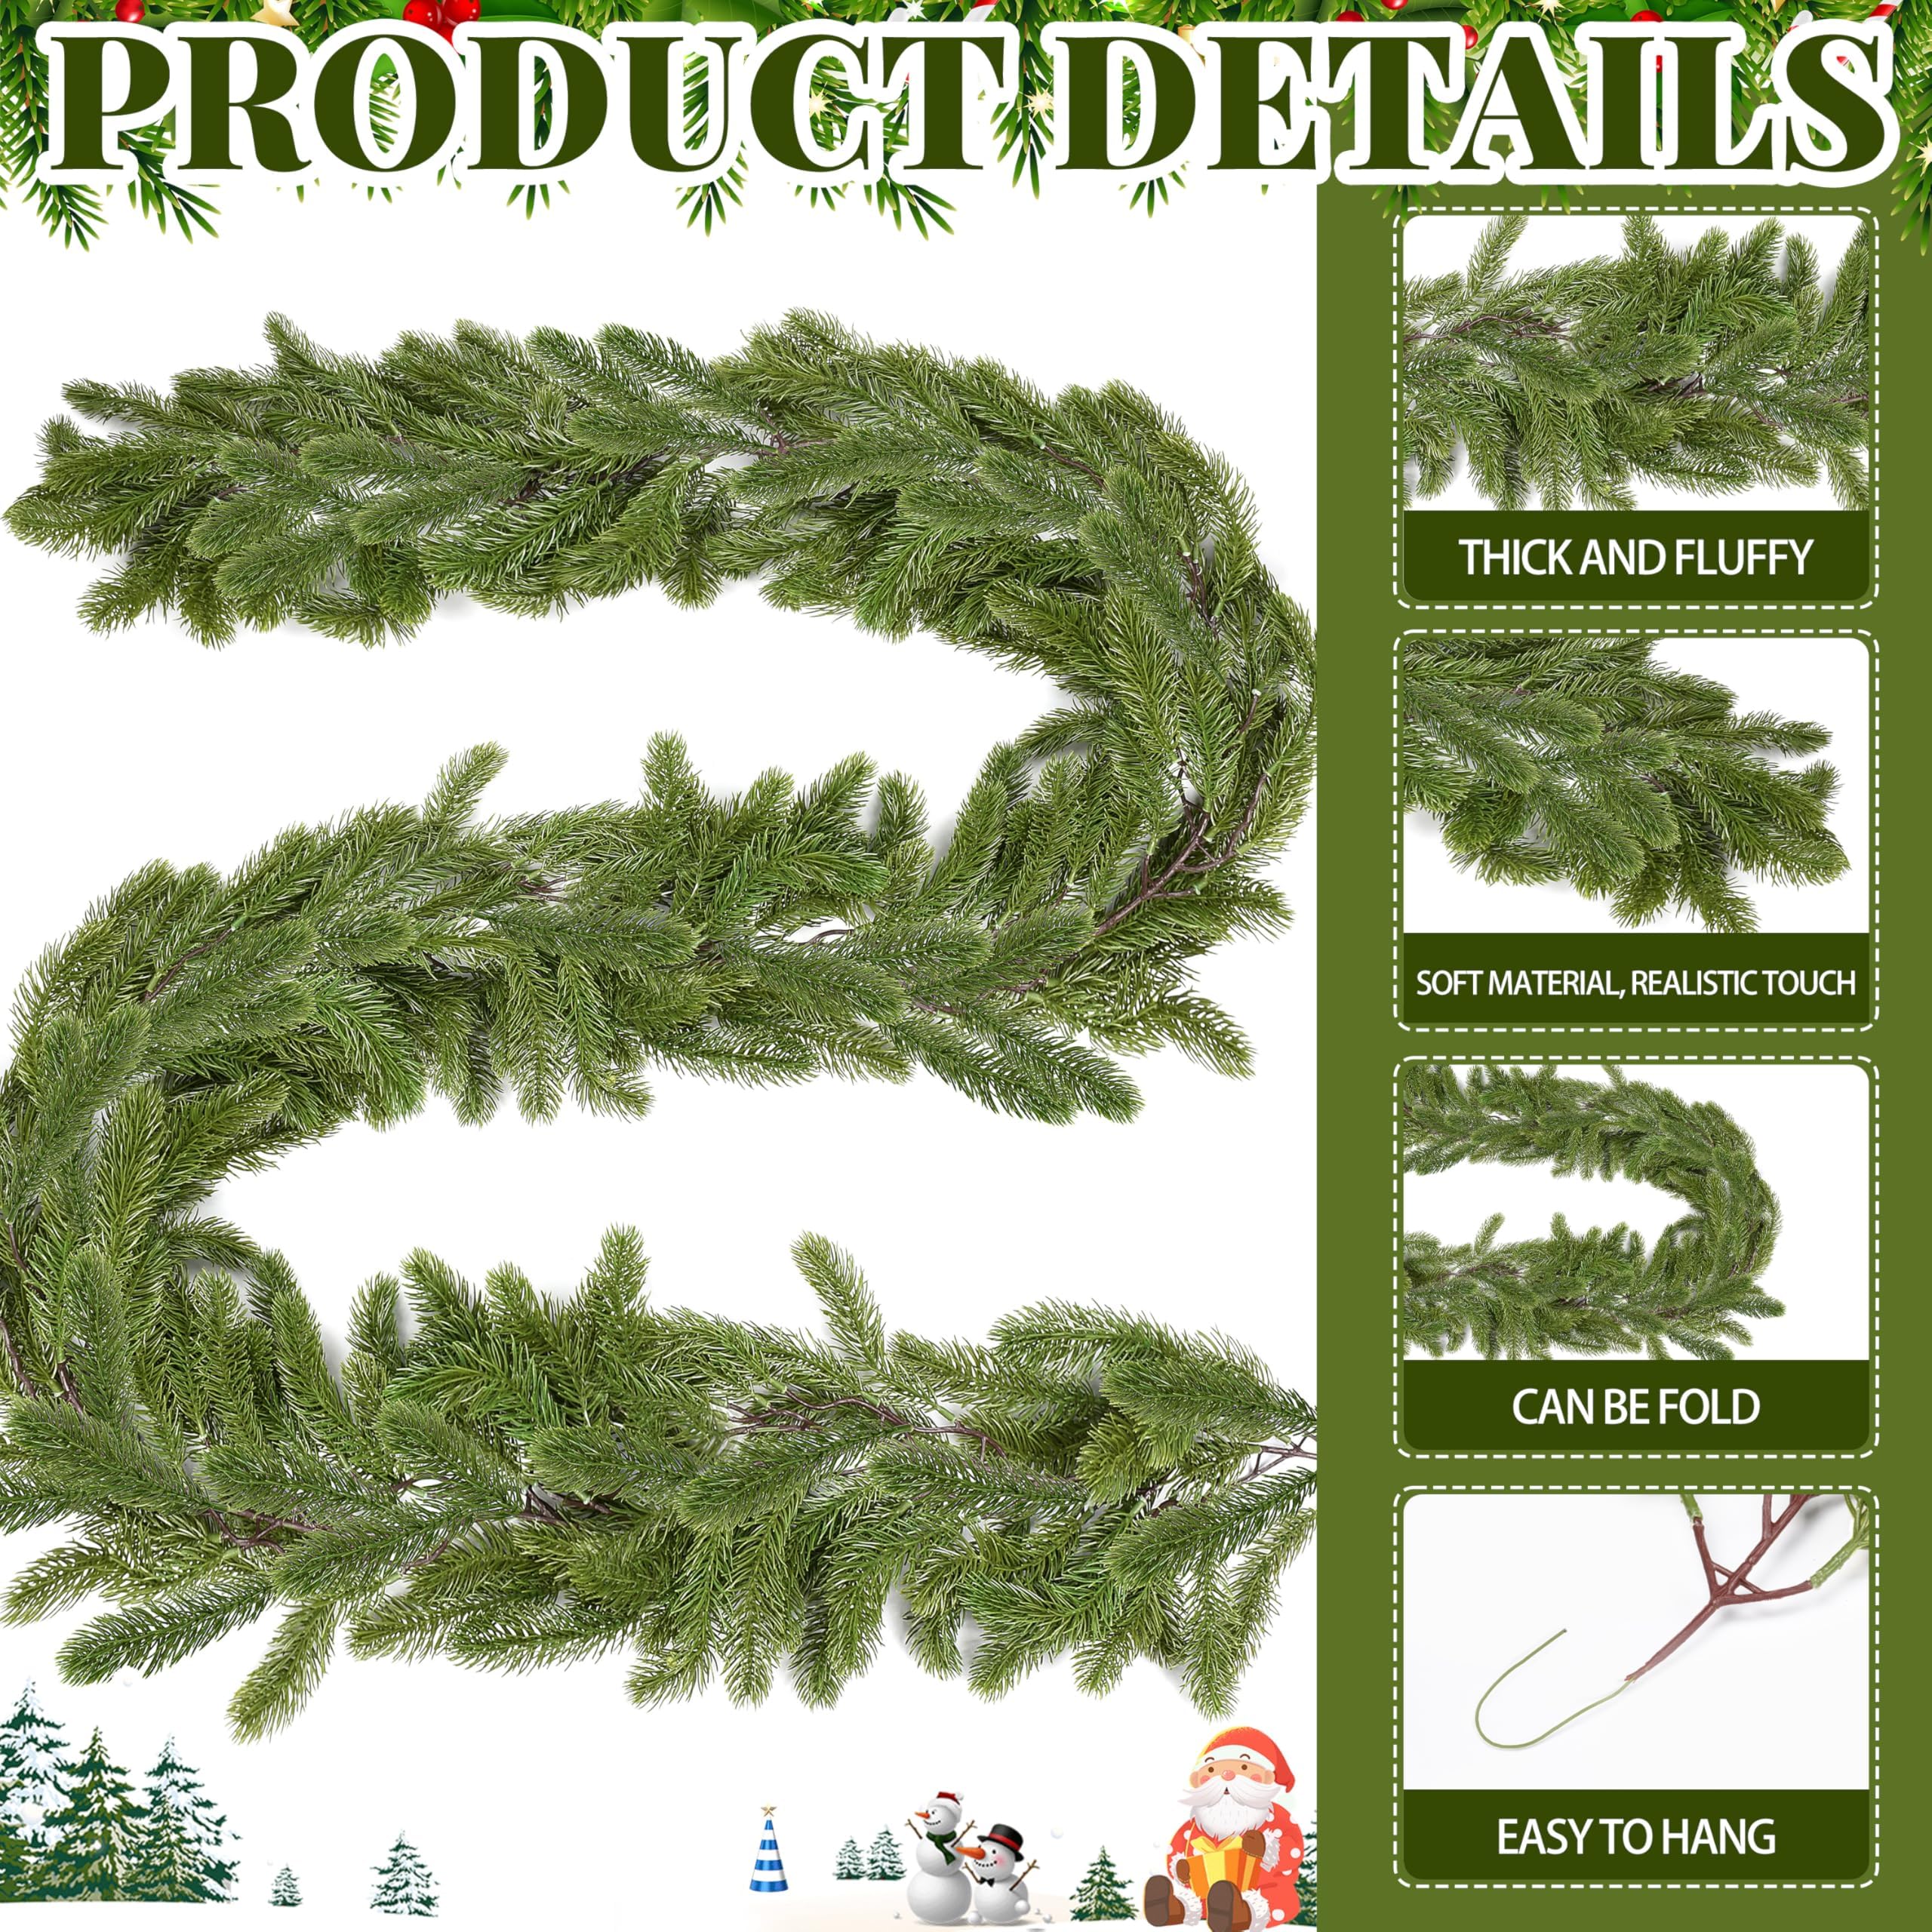 PRODUCT DETAILS
THICK AND FLUFFY
SOFT MATERIAL, REALISTIC TOUCH
CAN BE FOLD
EASY TO HANG